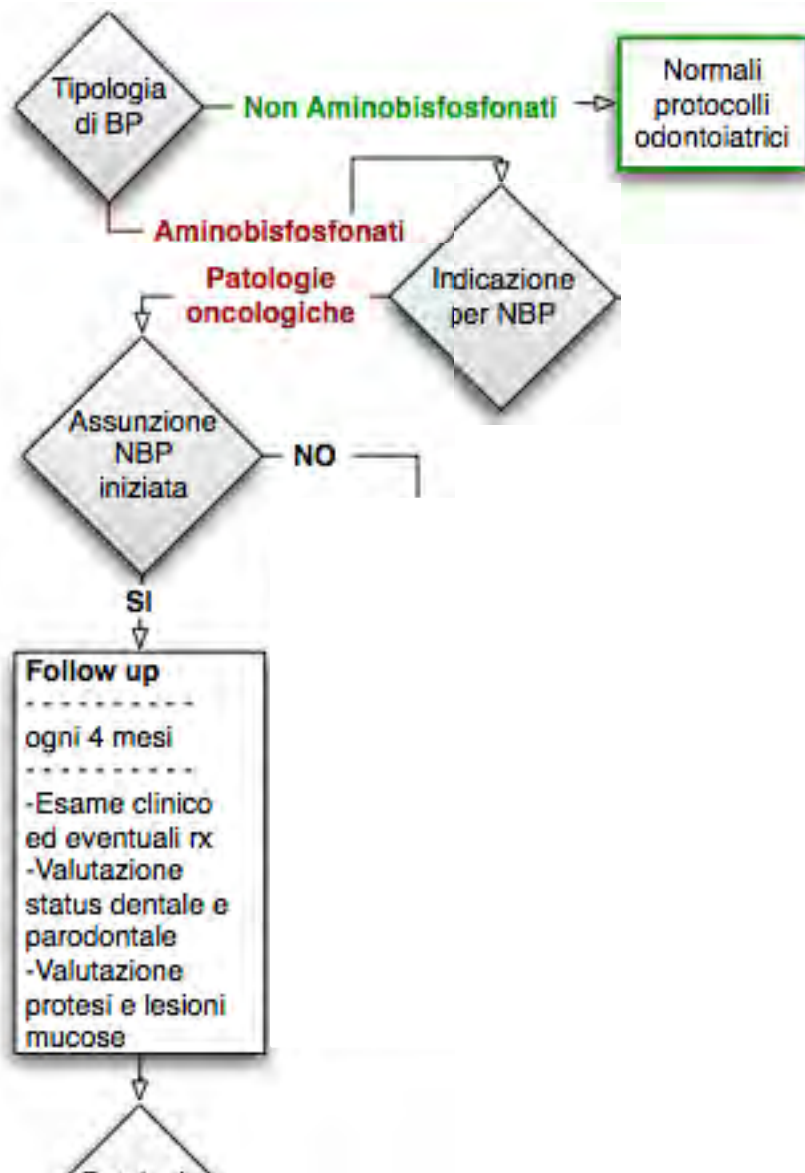 Tipologia
di BP
Non Aminobisfosfonati
Normali
protocolli
odontoiatrici
Aminobisfosfonati
Indicazione
per NBP
Patologie
oncologiche
Assunzione
NBP
iniziata
NO
SI
Follow up
- - - - - - - - - -
ogni 4 mesi
- - - - - - - - - -
-Esame clinico
ed eventuali rx
-Valutazione
status dentale e
parodontale
-Valutazione
protesi e lesioni
mucose